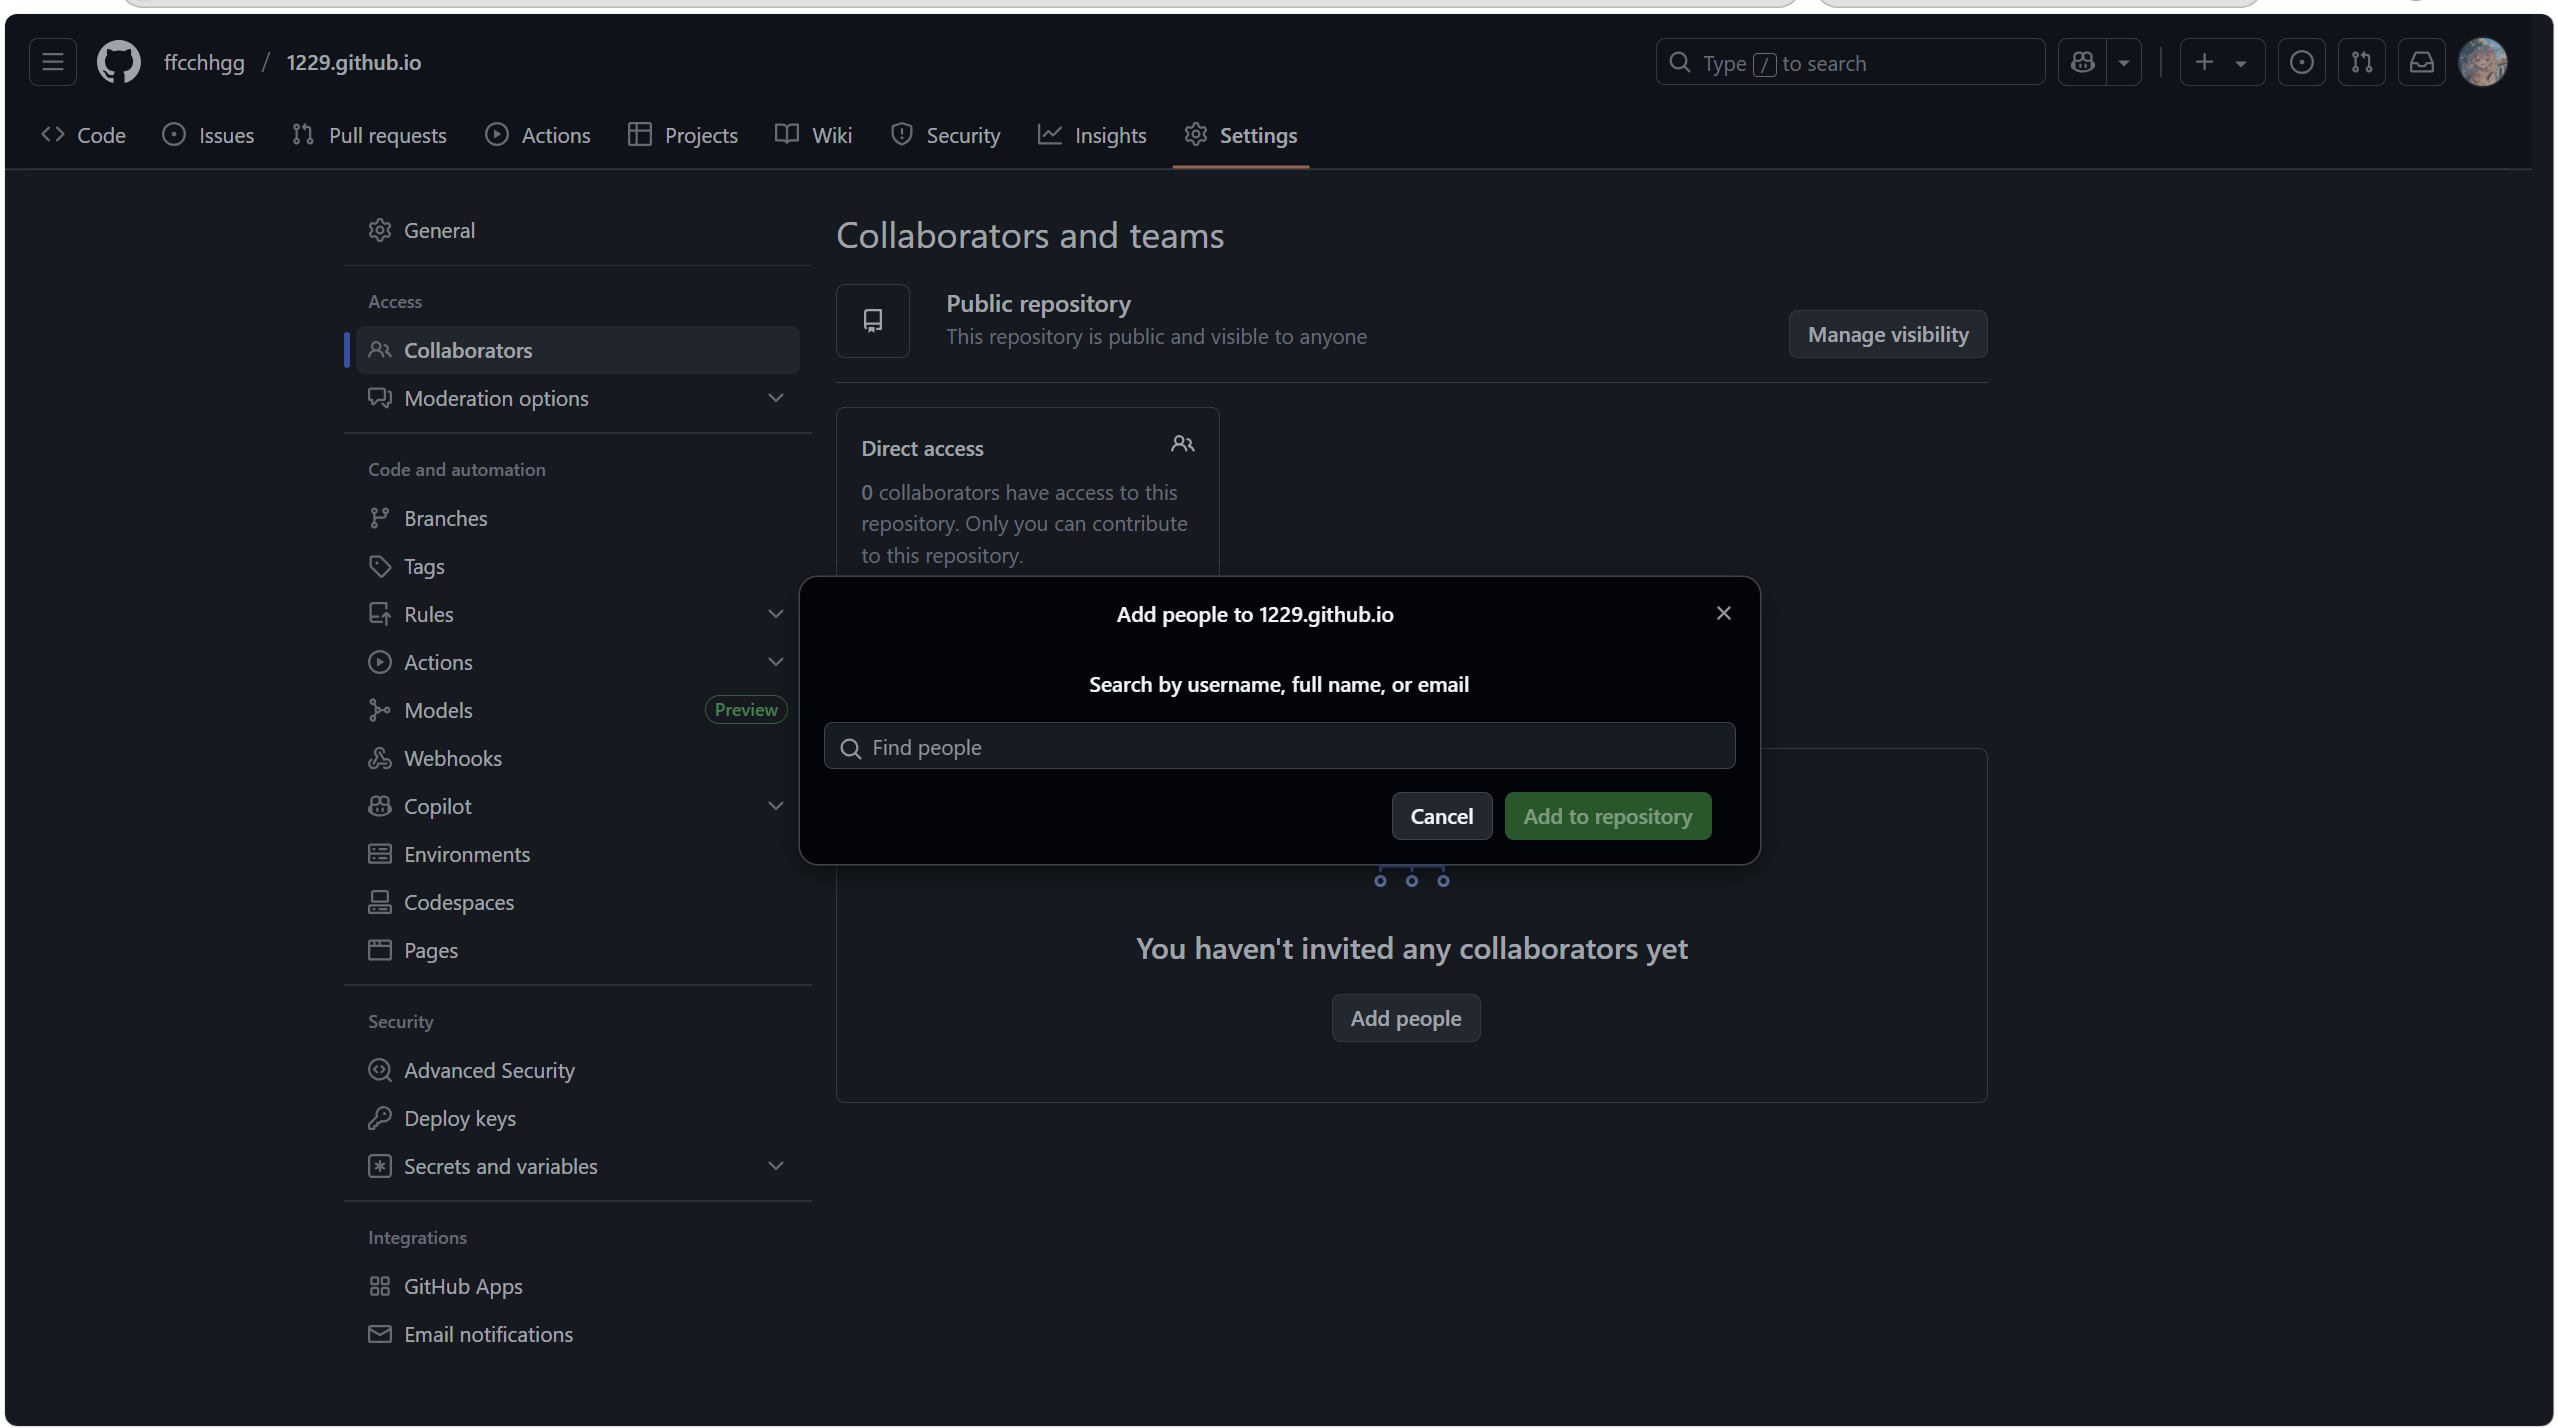 ffcchhgg / 1229.github.io
Type / to search
Code
Issues
Pull requests
Actions
Projects
Wiki
Security
Insights
Settings
General
Access
Collaborators
Moderation options
Code and automation
Branches
Tags
Rules
Actions
Models
Preview
Webhooks
Copilot
Environments
Codespaces
Pages
Security
Advanced Security
Deploy keys
Secrets and variables
Integrations
GitHub Apps
Email notifications
Collaborators and teams
Public repository
This repository is public and visible to anyone
Manage visibility
Direct access
0 collaborators have access to this
repository. Only you can contribute
to this repository.
Add people to 1229.github.io
Search by username, full name, or email
Find people
Cancel
Add to repository
You haven't invited any collaborators yet
Add people